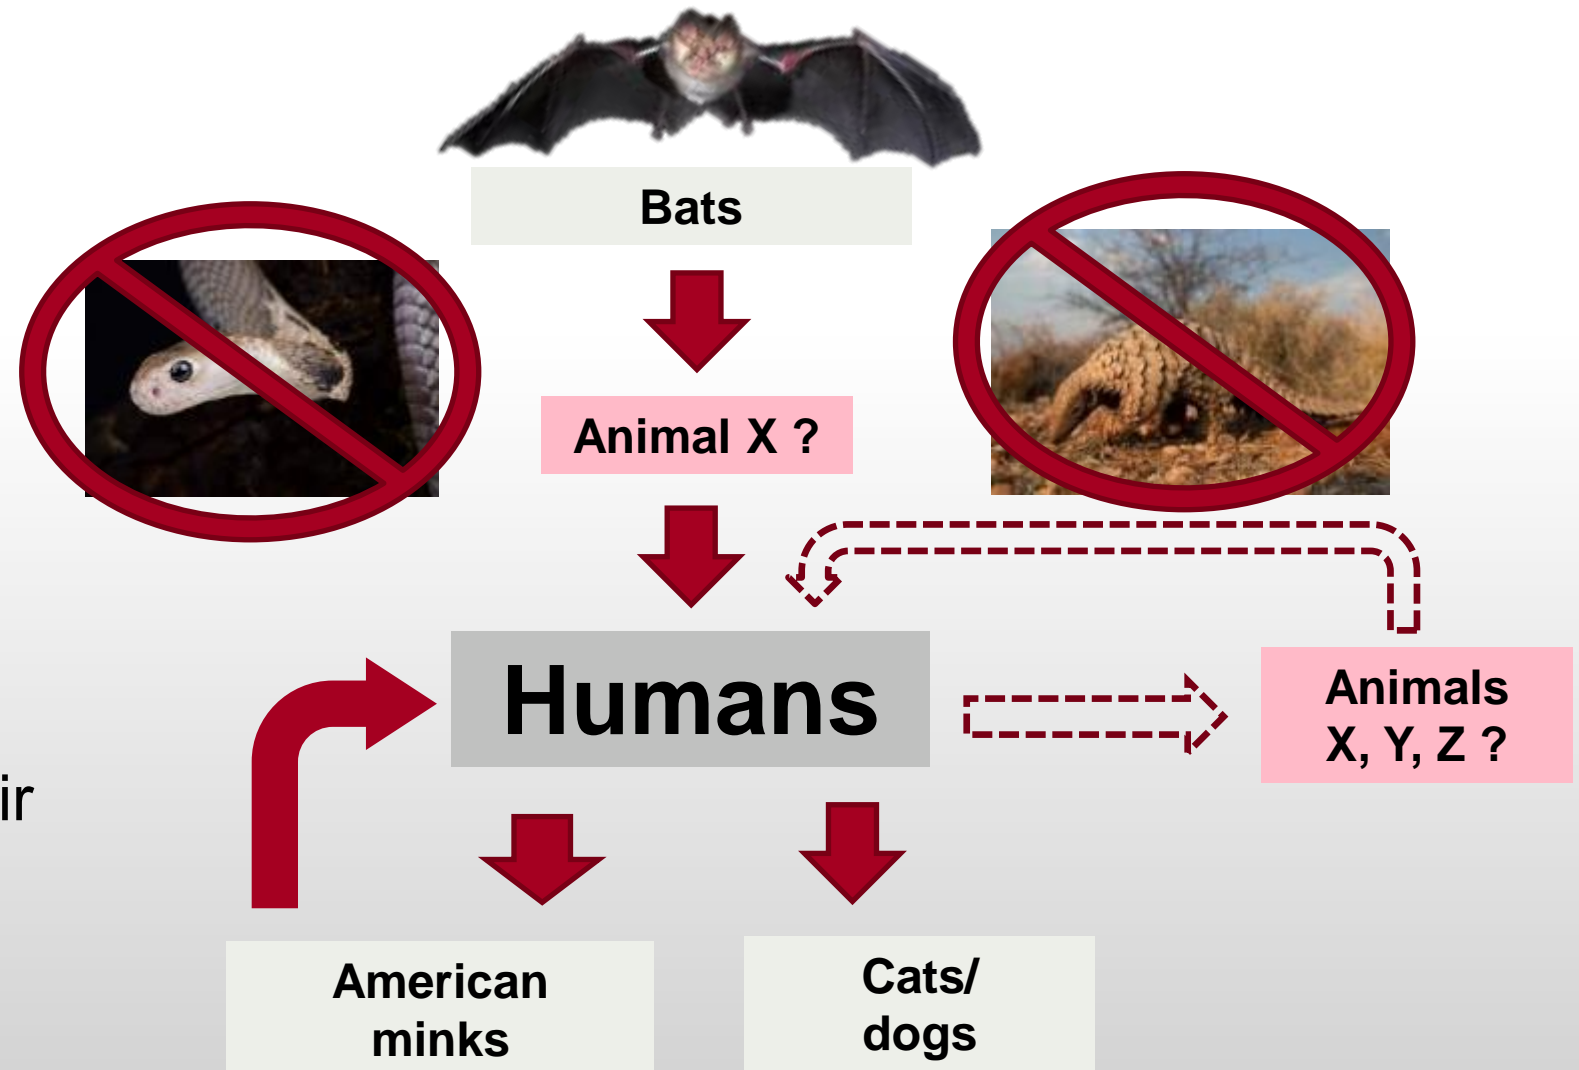 Bats
Animal X ?
Humans
Animals
X, Y, Z ?
ir
American
minks
Cats/
dogs